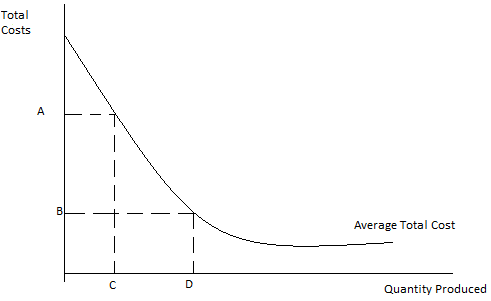 Total
Costs
A
B
Average Total Cost
C
D
Quantity Produced